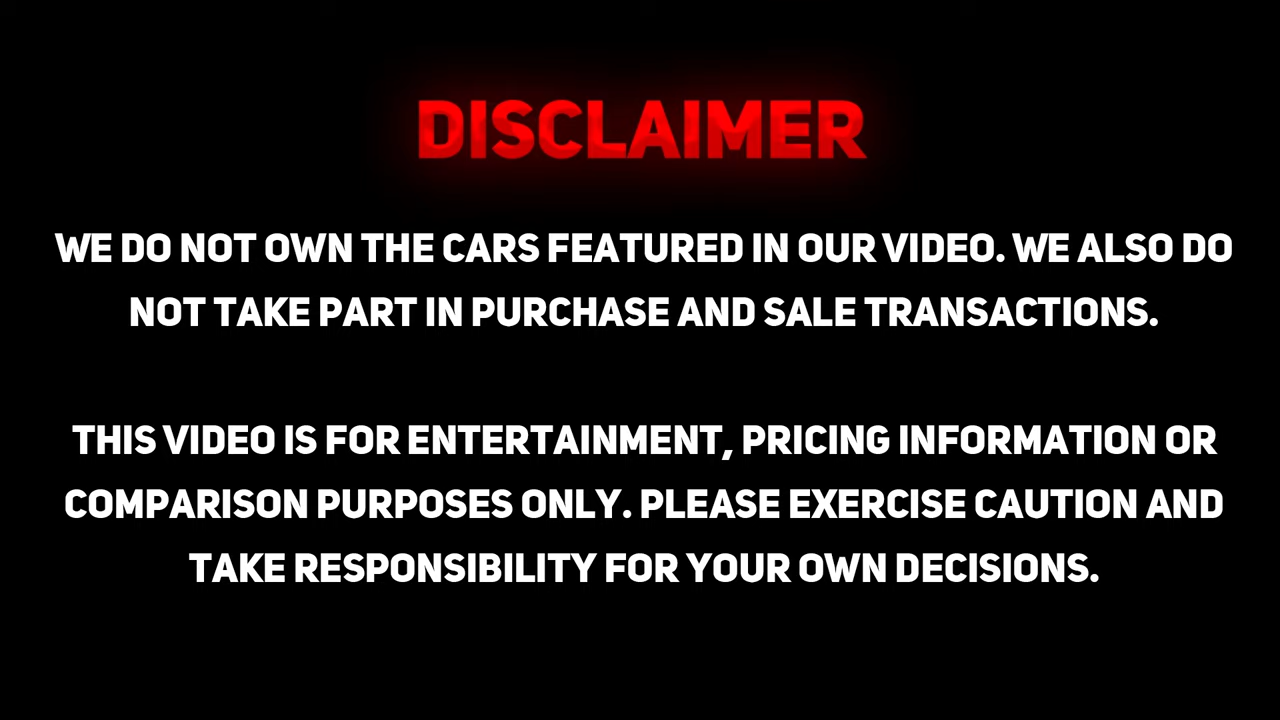 DISCLAIMER
WE DO NOT OWN THE CARS FEATURED IN OUR VIDEO. WE ALSO DO
NOT TAKE PART IN PURCHASE AND SALE TRANSACTIONS.
THIS VIDEO IS FOR ENTERTAINMENT, PRICING INFORMATION OR
COMPARISON PURPOSES ONLY. PLEASE EXERCISE CAUTION AND
TAKE RESPONSIBILITY FOR YOUR OWN DECISIONS.